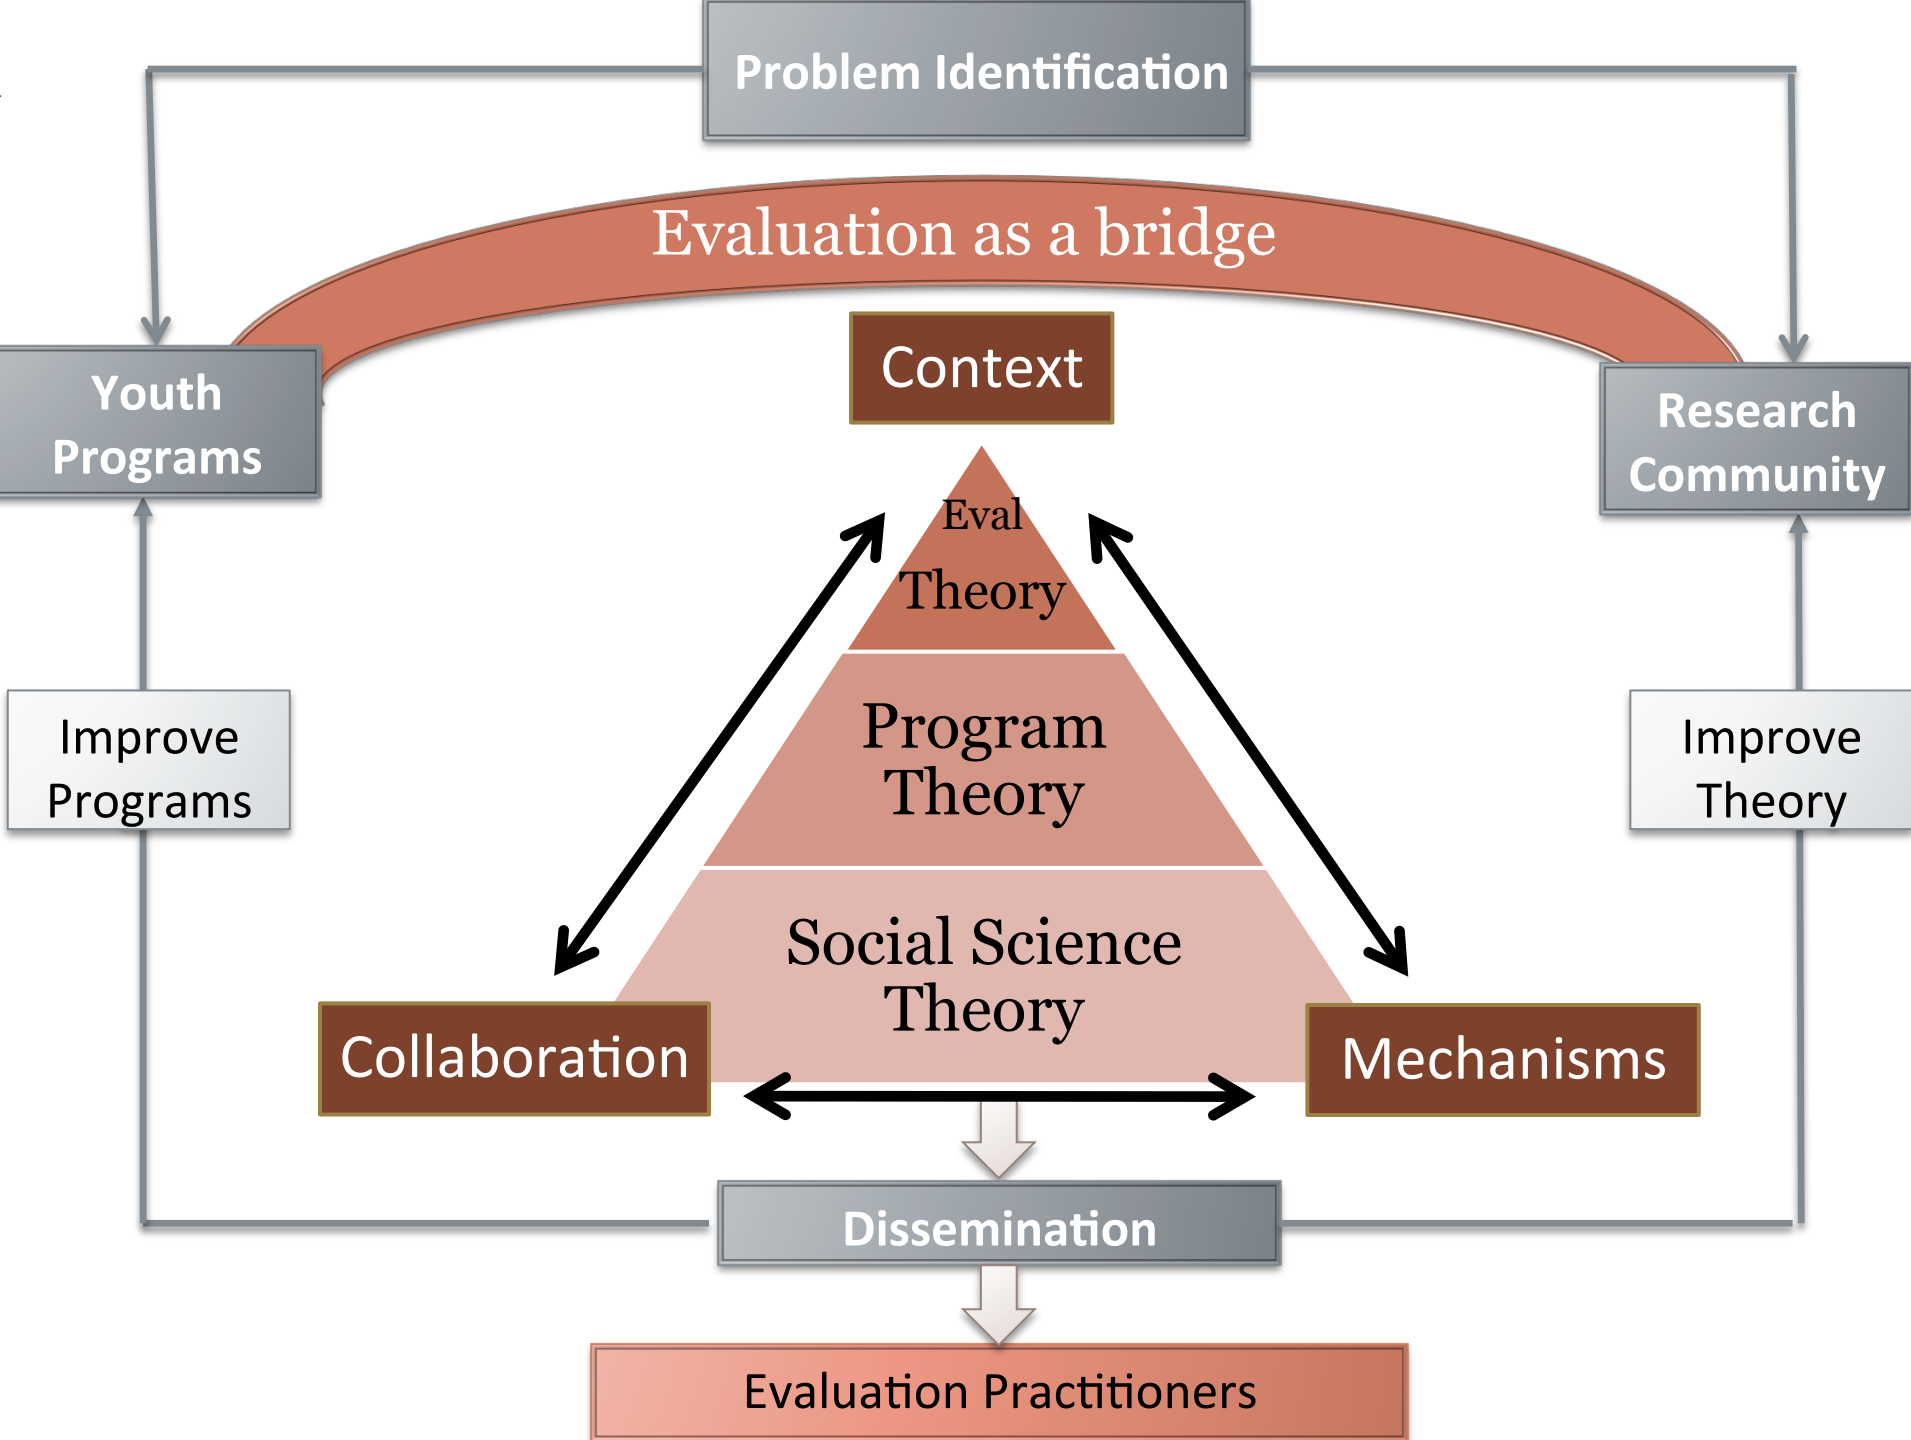 Problem Identification
Evaluation as a bridge
Context
Youth
Programs
Research
Community
Eval
Theory
Improve
Programs
Program
Theory
Improve
Theory
Social Science
Theory
Collaboration
Mechanisms
Dissemination
Evaluation Practitioners